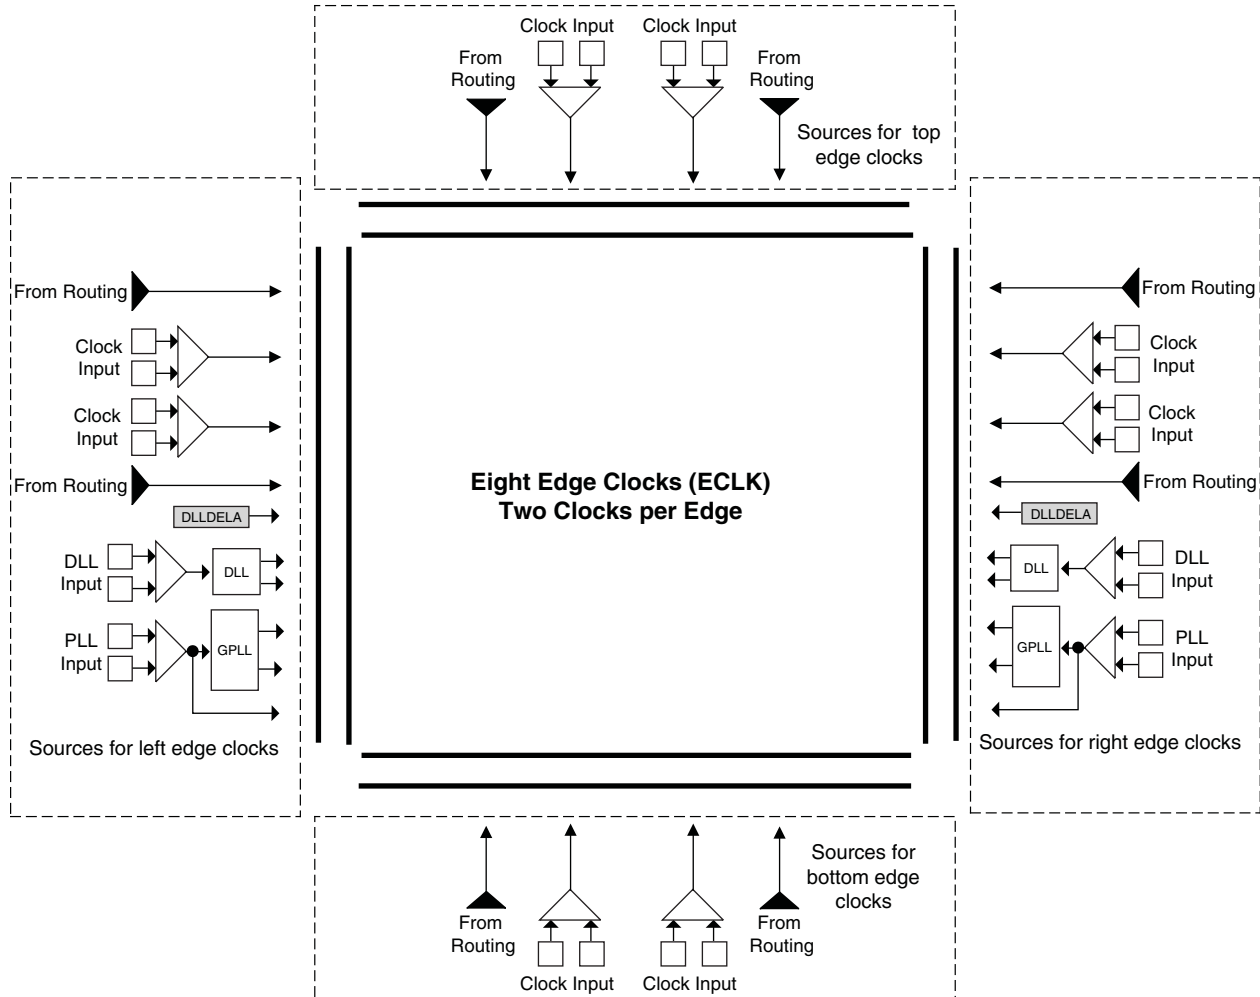 Clock Input
Clock Input
From
Routing
From
Routing
Sources for top
edge clocks
From Routing
Clock
Input
Clock
Input
From Routing
DLLDELA
DLL
Input
DLL
PLL
Input
GPLL
Sources for left edge clocks
Eight Edge Clocks (ECLK)
Two Clocks per Edge
From Routing
Clock
Input
Clock
Input
From Routing
DLLDELA
DLL
DLL
Input
GPLL
PLL
Input
Sources for right edge clocks
From
Routing
From
Routing
Sources for
bottom edge
clocks
Clock Input
Clock Input